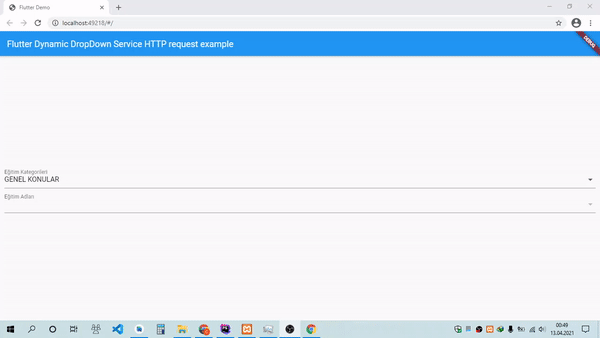 Flutter Demo
localhost:49218/#/
Flutter Dynamic DropDown Service HTTP request example
DEBUG
Eğitim Kategorileri
GENEL KONULAR
Eğitim Adları
00:49
13.04.2021